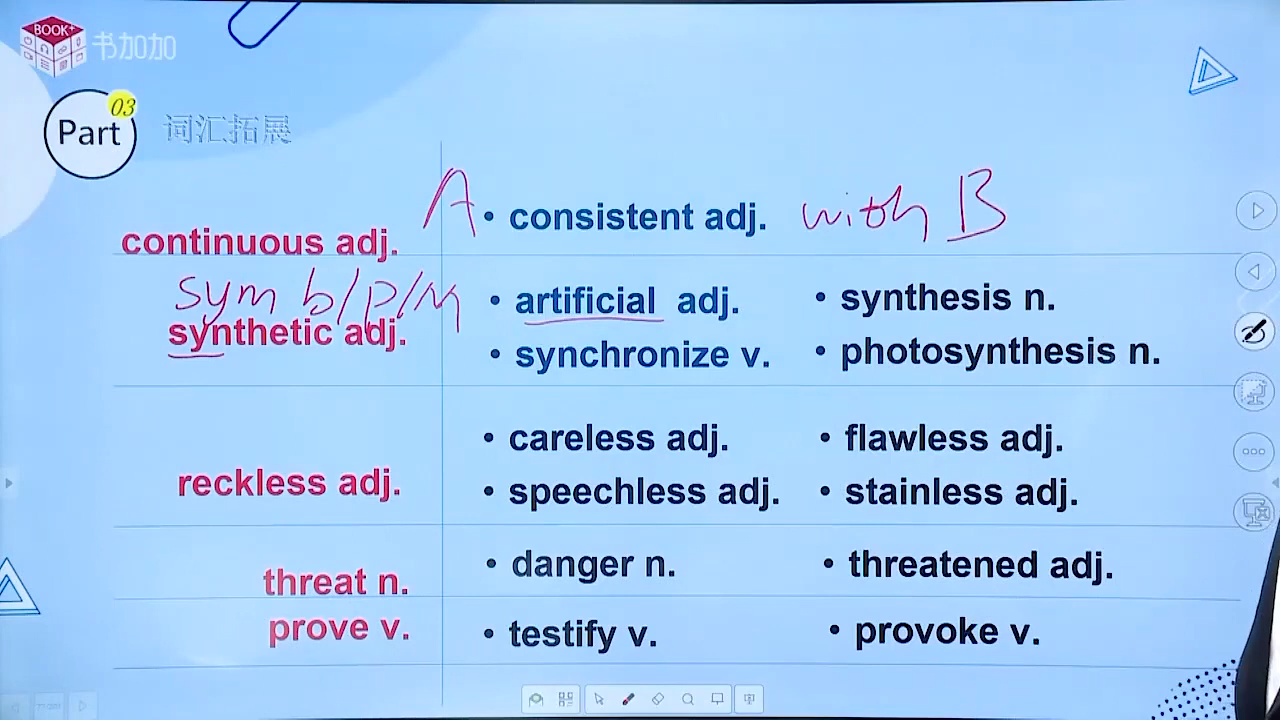 BOOK+
书加加
03
Part
词汇拓展
A • consistent adj. with B
continuous adj.
sym b/p/m
• artificial adj. • synthesis n.
synthetic adj.
• synchronize v. • photosynthesis n.
• careless adj. • flawless adj.
reckless adj.
• speechless adj. • stainless adj.
• danger n. • threatened adj.
threat n.
prove v.
• testify v. • provoke v.